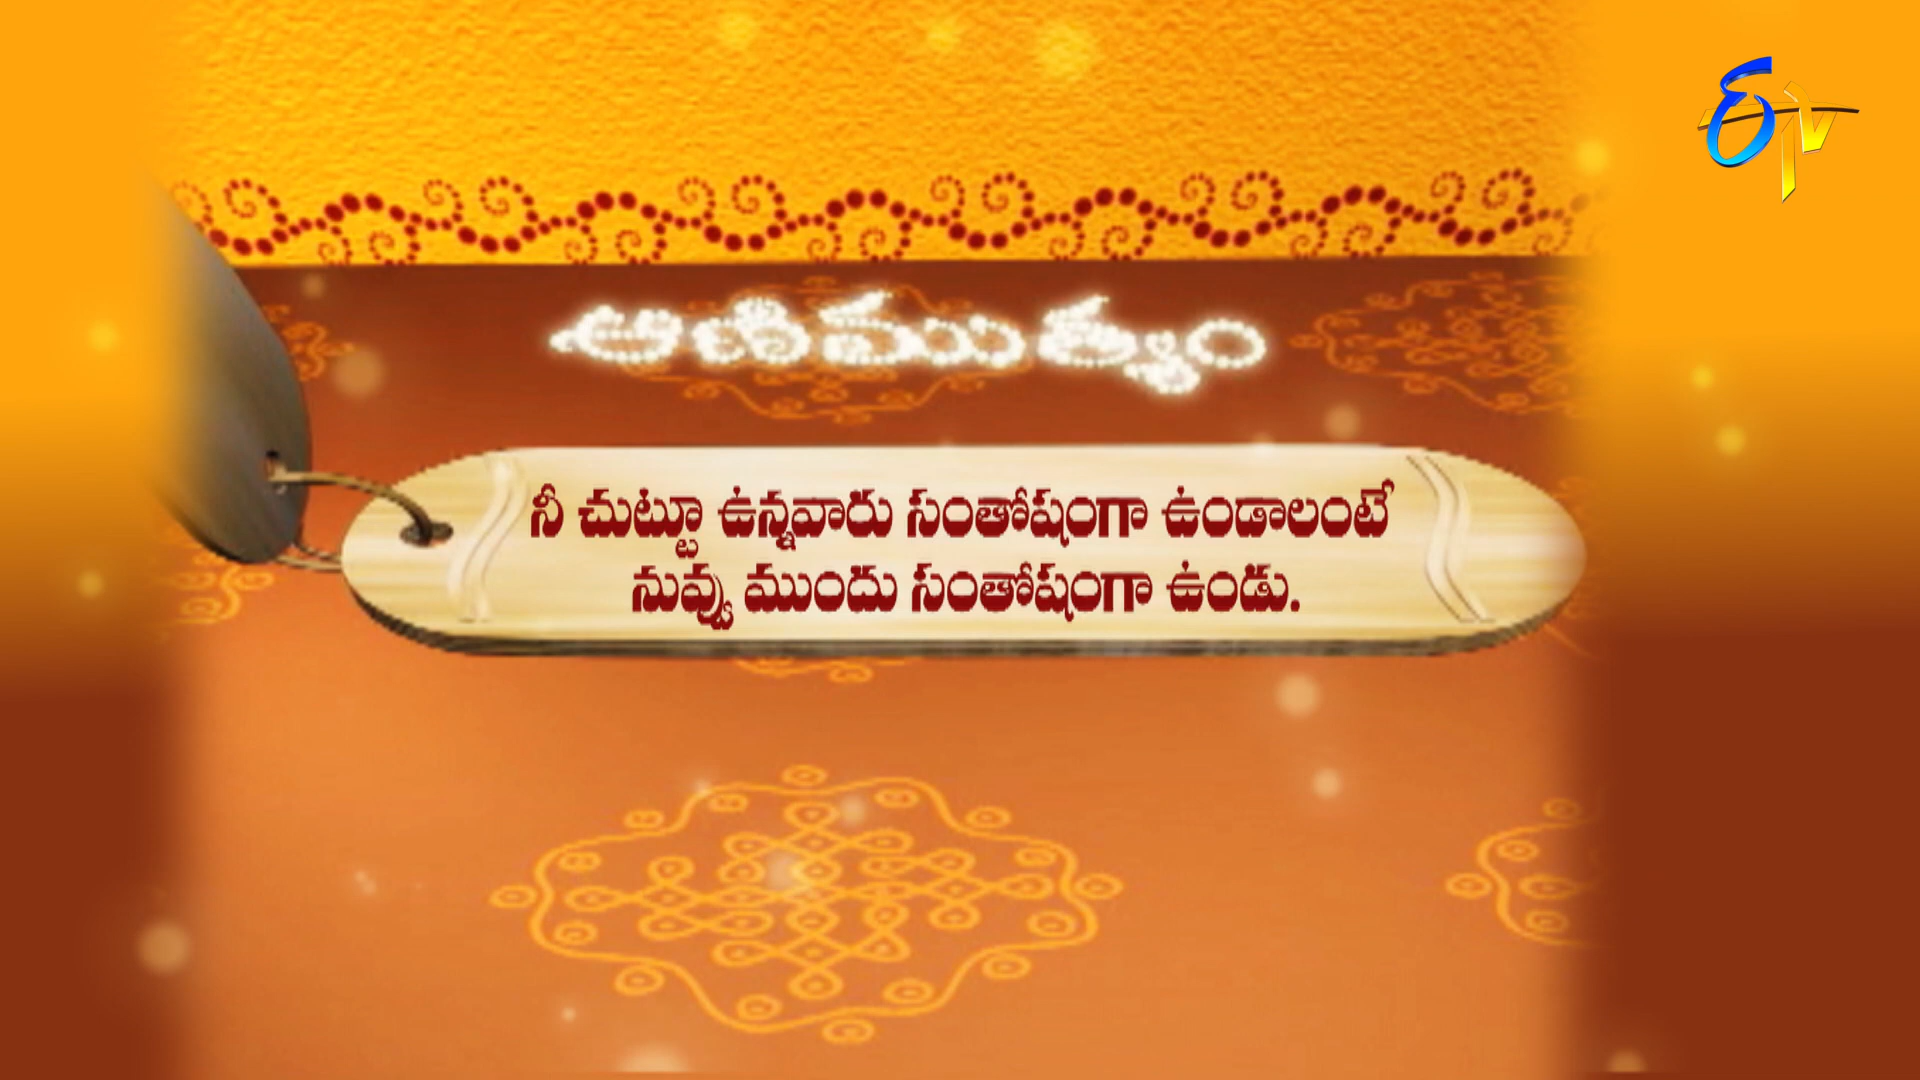 ETV
ఆణిముత్యం
నీ చుట్టూ ఉన్నవారు సంతోషంగా ఉండాలంటే
నువ్వు ముందు సంతోషంగా ఉండు.